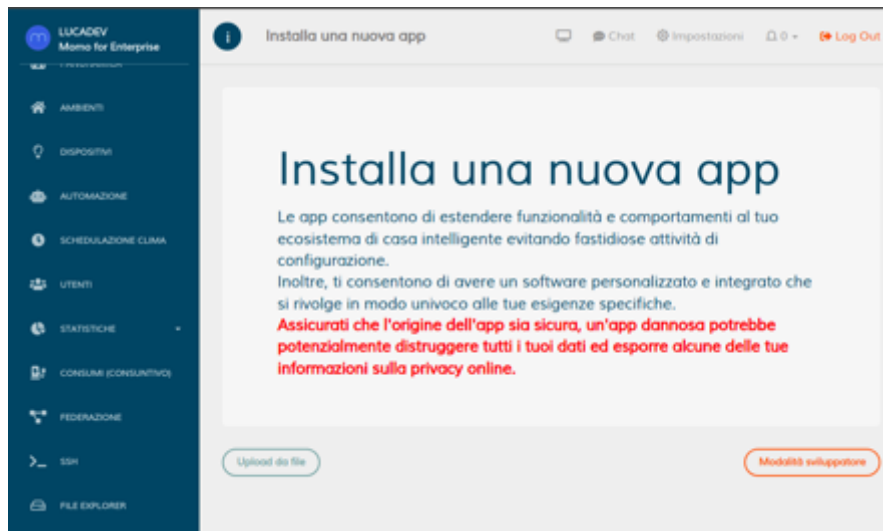 LUCADEV
Momo for Enterprise
Installa una nuova app
Chat
Impostazioni
0
Log Out
PANORAMICA
AMBIENTI
DISPOSITIVI
AUTOMAZIONE
SCHEDULAZIONE CLIMA
UTENTI
STATISTICHE
CONSUMI (CONSUNTIVO)
FEDERAZIONE
SSH
FILE EXPLORER
Installa una nuova app
Le app consentono di estendere funzionalità e comportamenti al tuo
ecosistema di casa intelligente evitando fastidiose attività di
configurazione.
Inoltre, ti consentono di avere un software personalizzato e integrato che
si rivolge in modo univoco alle tue esigenze specifiche.
Assicurati che l'origine dell'app sia sicura, un'app dannosa potrebbe
potenzialmente distruggere tutti i tuoi dati ed esporre alcune delle tue
informazioni sulla privacy online.
Upload da file
Modalità sviluppatore